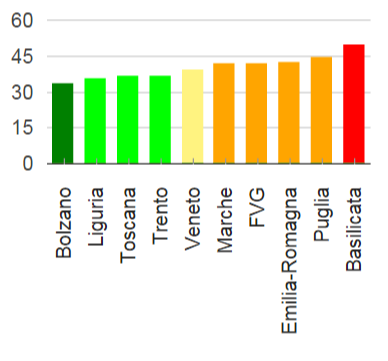 60
45
30
15
0
Bolzano
Liguria
Toscana
Trento
Veneto
Marche
FVG
Emilia-Romagna
Puglia
Basilicata